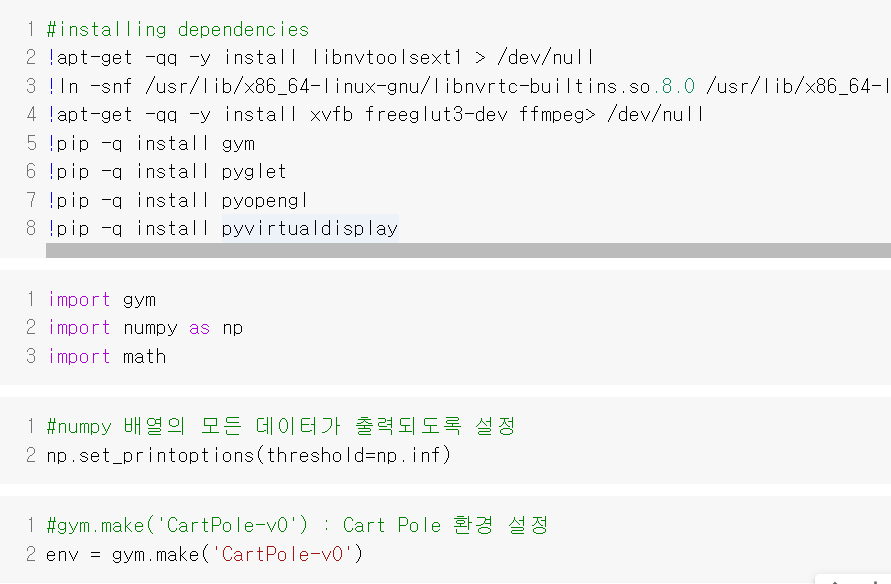 1 #installing dependencies
2 !apt-get -qq -y install libnvtoolsext1 > /dev/null
3 !ln -snf /usr/lib/x86_64-linux-gnu/libnvrtc-builtins.so.8.0 /usr/lib/x86_64-l
4 !apt-get -qq -y install xvfb freeglut3-dev ffmpeg> /dev/null
5 !pip -q install gym
6 !pip -q install pyglet
7 !pip -q install pyopengl
8 !pip -q install pyvirtualdisplay
1 import gym
2 import numpy as np
3 import math
1 #numpy 배열의 모든 데이터가 출력되도록 설정
2 np.set_printoptions(threshold=np.inf)
1 #gym.make('CartPole-v0') : Cart Pole 환경 설정
2 env = gym.make('CartPole-v0')